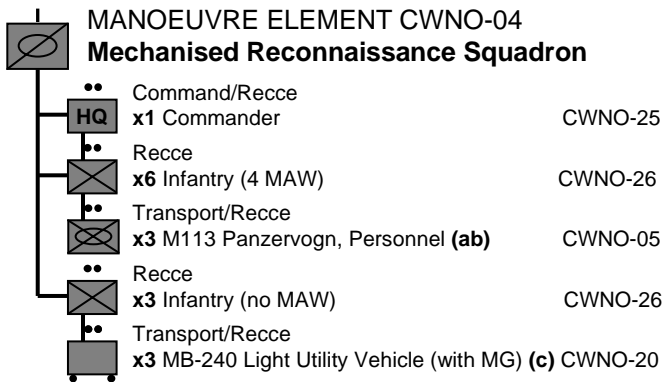 MANOEUVRE ELEMENT CWNO-04
Mechanised Reconnaissance Squadron
Command/Recce
HQ x1 Commander CWNO-25
Recce
x6 Infantry (4 MAW) CWNO-26
Transport/Recce
x3 M113 Panzervogn, Personnel (ab) CWNO-05
Recce
x3 Infantry (no MAW) CWNO-26
Transport/Recce
x3 MB-240 Light Utility Vehicle (with MG) (c) CWNO-20